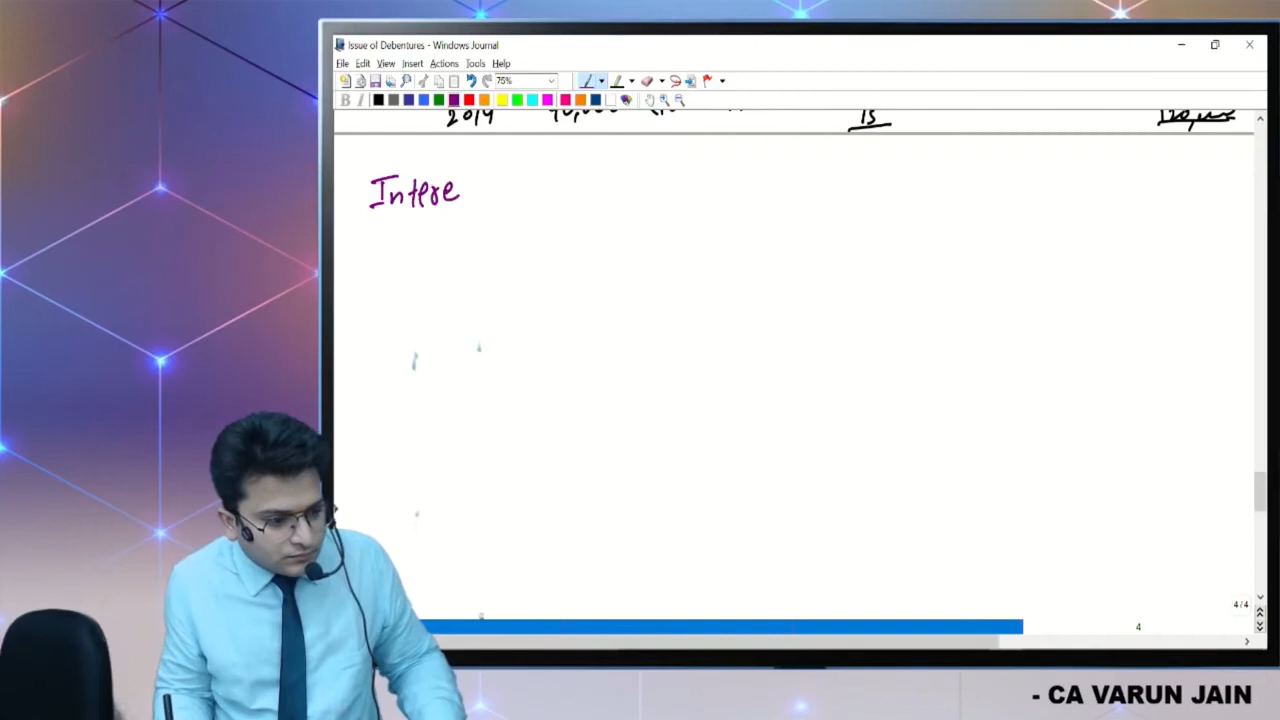 Issue of Debentures - Windows Journal
File Edit View Insert Actions Tools Help
75%
B I
2014
15
Intere
4/4
4
- CA VARUN JAIN